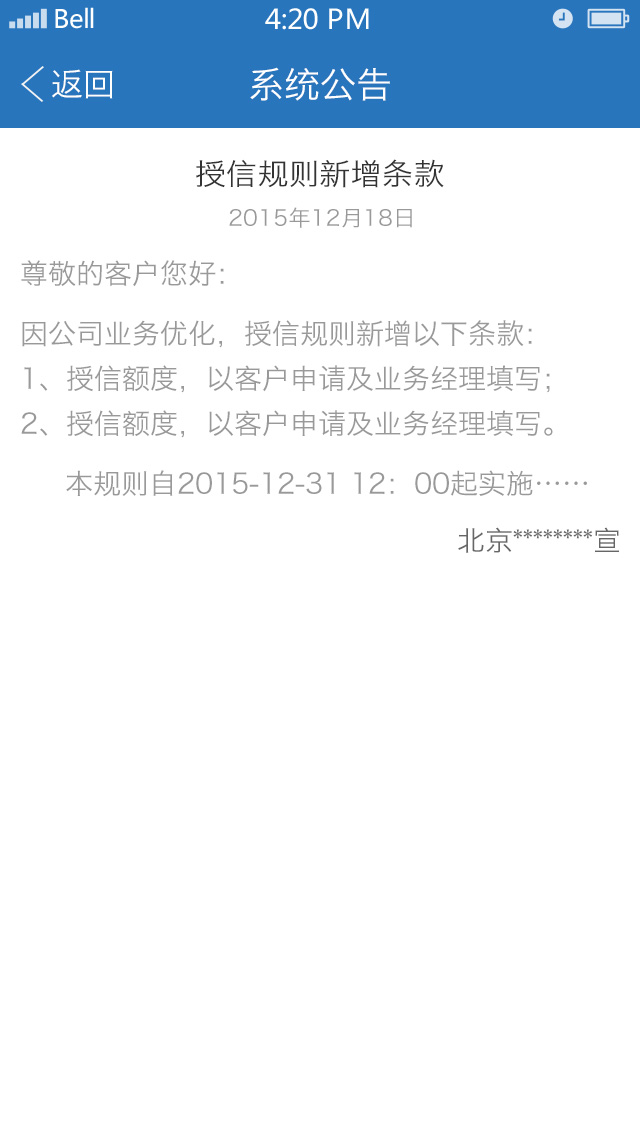 Bell 4:20 PM
返回 系统公告
授信规则新增条款
2015年12月18日
尊敬的客户您好：
因公司业务优化，授信规则新增以下条款：
1、授信额度，以客户申请及业务经理填写；
2、授信额度，以客户申请及业务经理填写。
本规则自2015-12-31 12：00起实施……
北京********宣